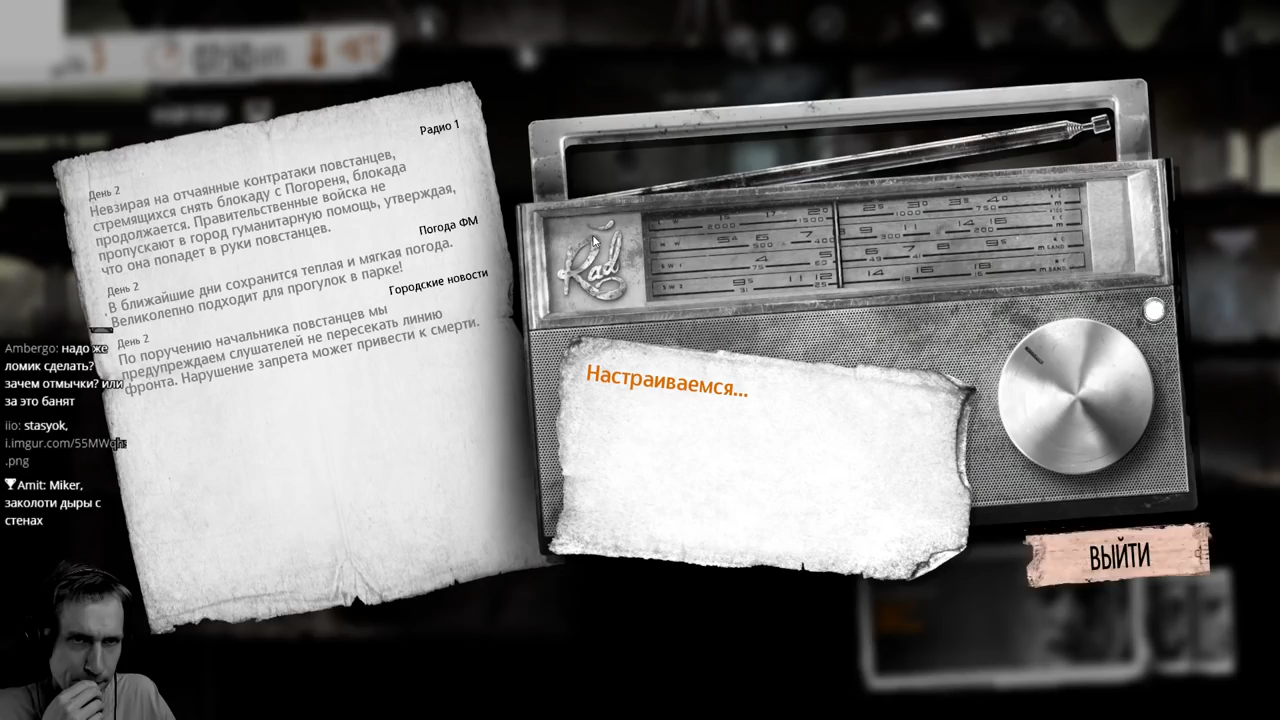 Радио 1
День 2
Невзирая на отчаянные контратаки повстанцев,
стремящихся снять блокаду с Погореня, блокада
продолжается. Правительственные войска не
пропускают в город гуманитарную помощь, утверждая,
что она попадет в руки повстанцев.
Погода ФМ
День 2
В ближайшие дни сохранится теплая и мягкая погода.
Великолепно подходит для прогулок в парке!
Городские новости
День 2
По поручению начальника повстанцев мы
предупреждаем слушателей не пересекать линию
фронта. Нарушение запрета может привести к смерти.
Ambergo: надо же
ломик сделать?
зачем отмычки? или
за это банят
iio: stasyok,
.png
Amit: Miker,
заколоти дыры с
стенах
Rad
Настраиваемся...
ВЫЙТИ